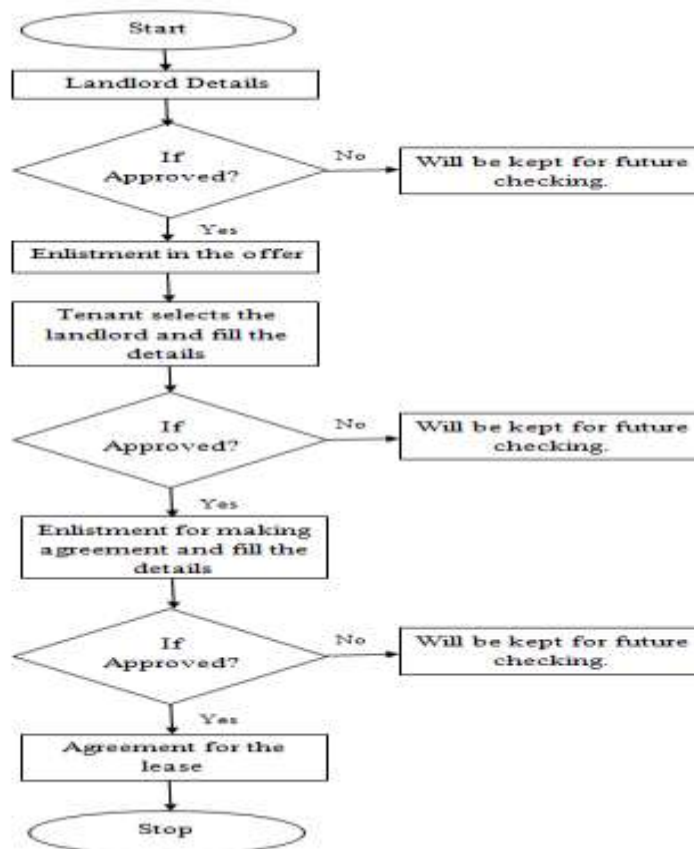 Start
Landlord Details
If
Approved?
No
Will be kept for future
checking.
Yes
Enlistment in the offer
Tenant selects the
landlord and fill the
details
If
Approved?
No
Will be kept for future
checking.
Yes
Enlistment for making
agreement and fill the
details
If
Approved?
No
Will be kept for future
checking.
Yes
Agreement for the
lease
Stop